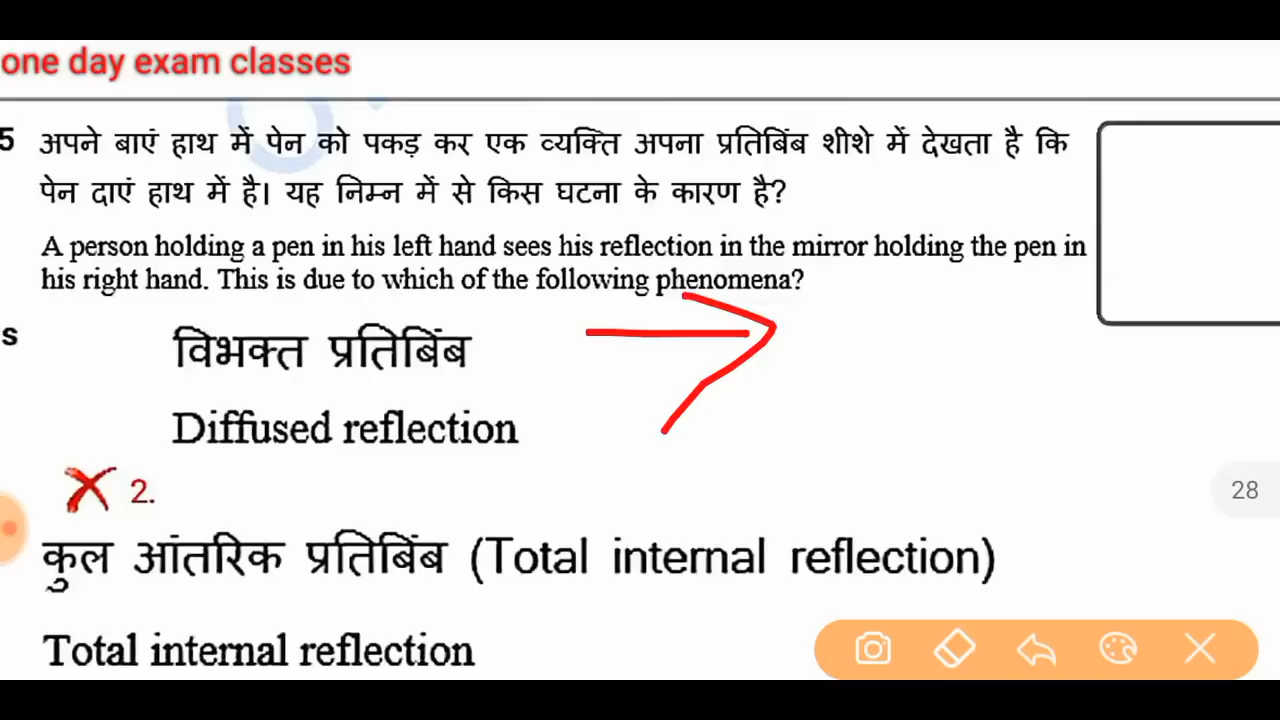 one day exam classes
5 अपने बाएं हाथ में पेन को पकड़ कर एक व्यक्ति अपना प्रतिबिंब शीशे में देखता है कि
पेन दाएं हाथ में है। यह निम्न में से किस घटना के कारण है?
A person holding a pen in his left hand sees his reflection in the mirror holding the pen in
his right hand. This is due to which of the following phenomena?
s
विभक्त प्रतिबिंब
Diffused reflection
2.
28
कुल आंतरिक प्रतिबिंब (Total internal reflection)
Total internal reflection